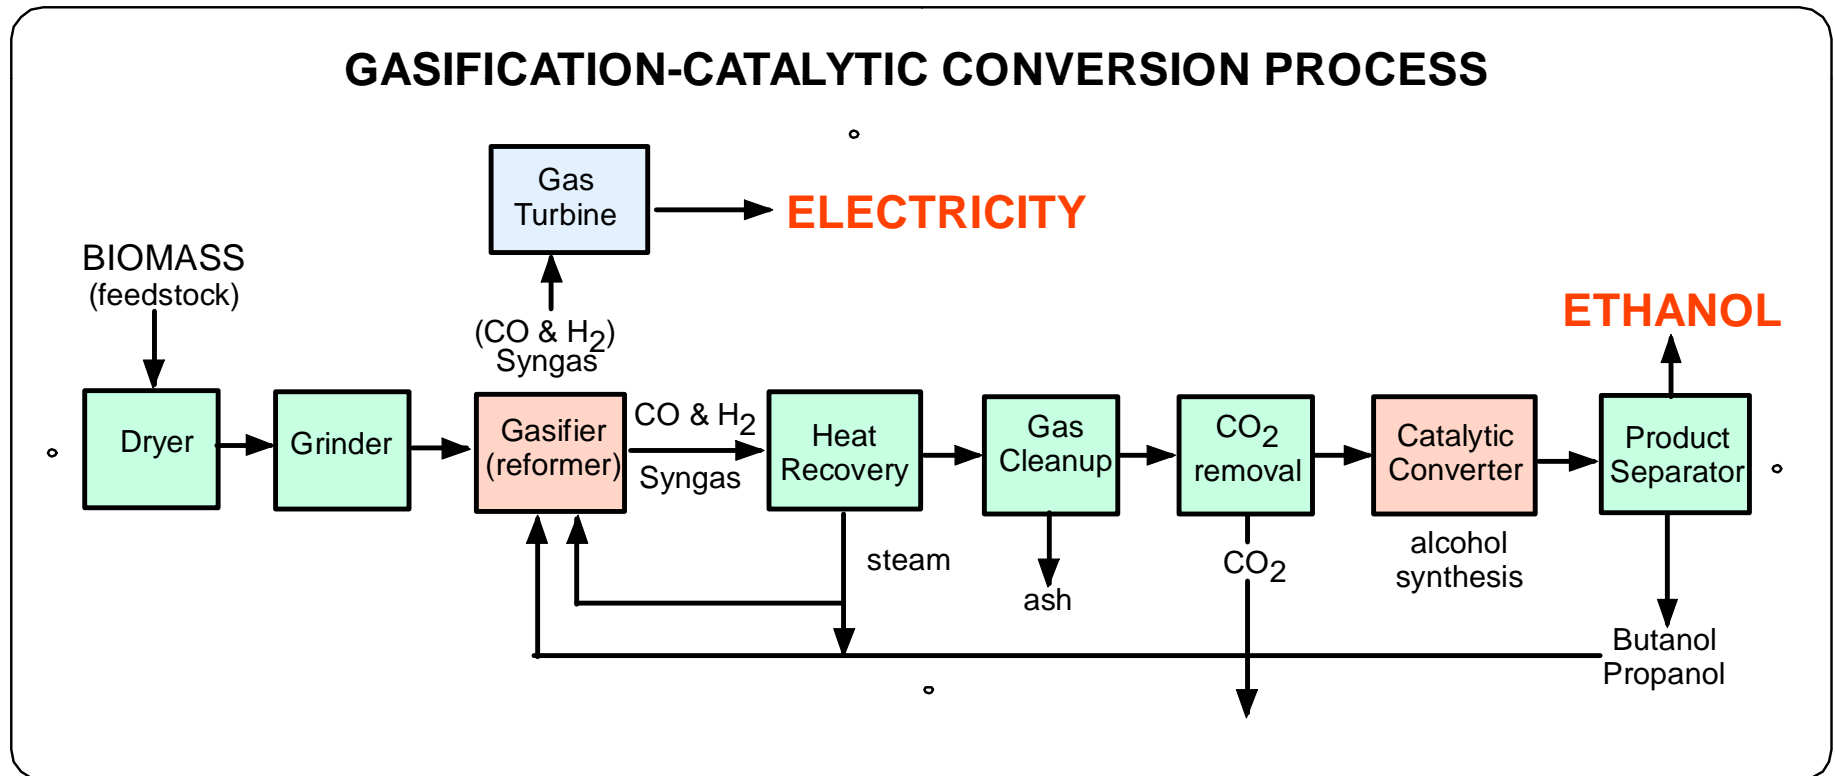 GASIFICATION-CATALYTIC CONVERSION PROCESS
Gas
Turbine
ELECTRICITY
BIOMASS
(feedstock)
(CO & H2)
Syngas
ETHANOL
Dryer
Grinder
Gasifier
(reformer)
CO & H2
Syngas
Heat
Recovery
Gas
Cleanup
CO2
removal
Catalytic
Converter
Product
Separator
steam
ash
CO2
alcohol
synthesis
Butanol
Propanol